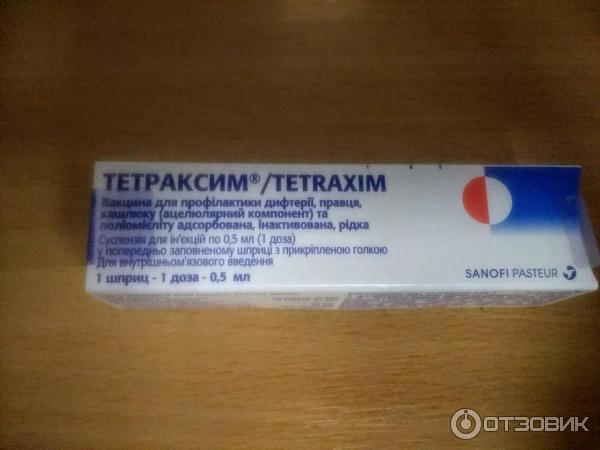 ТЕТРАКСИМ®/TETRAXIM
Вакцина для профілактики дифтерії, правця,
кашлюку (ацелюлярний компонент) та
поліомієліту адсорбована, інактивована, рідка
Суспензія для ін'єкцій по 0,5 мл (1 доза)
у попередньо заповненому шприці з прикріпленою голкою
Для внутрішньом'язового введення
1 шприц - 1 доза - 0,5 мл
SANOFI PASTEUR
ОТЗОВИК